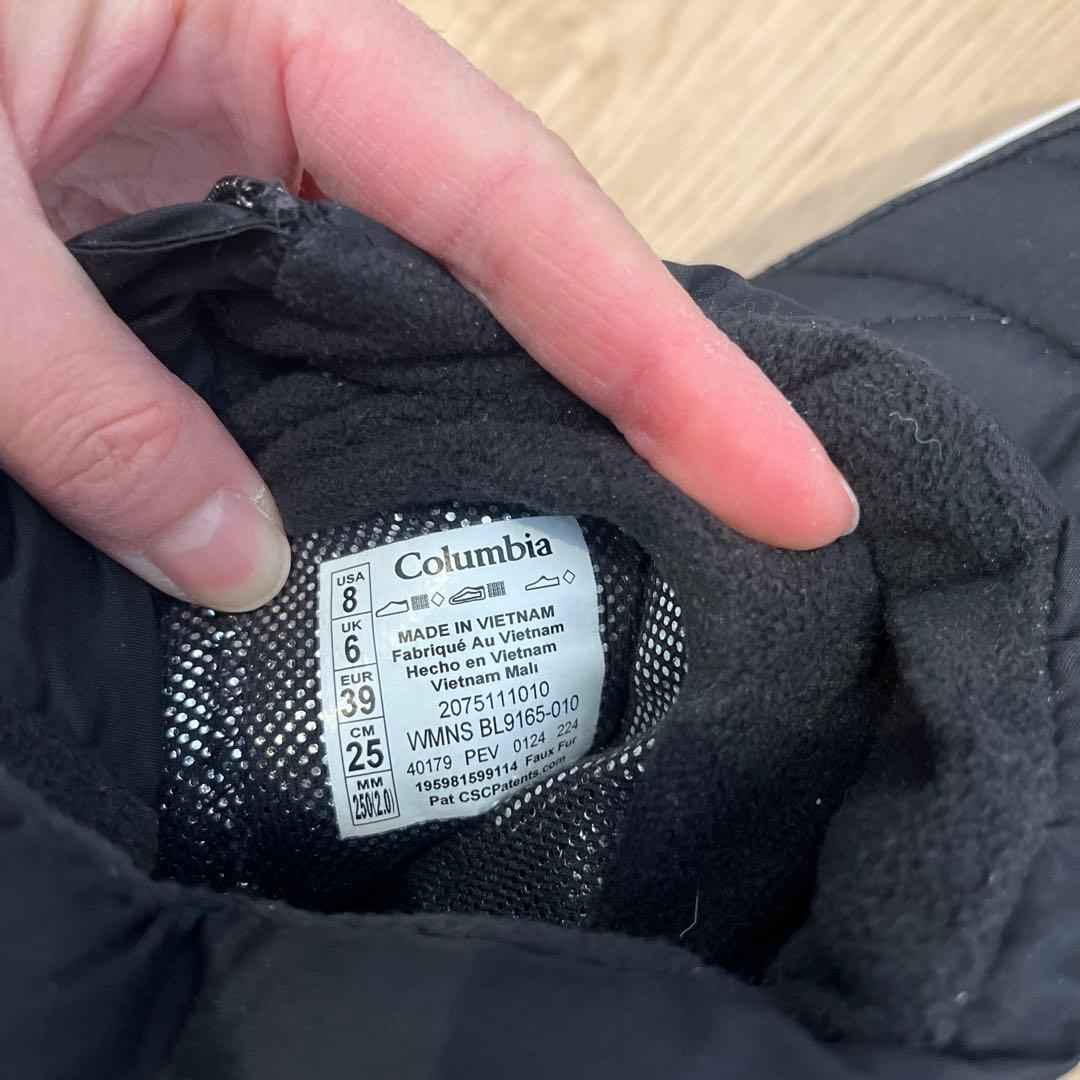 Columbia
USA
8
UK
6
EUR
39
CM
25
MM
250(2.0)
MADE IN VIETNAM
Fabriqué Au Vietnam
Hecho en Vietnam
Vietnam Malı
2075111010
WMNS BL9165-010
40179 PEV 0124 224
195981599114 Faux Fur
Pat CSCPatents.com